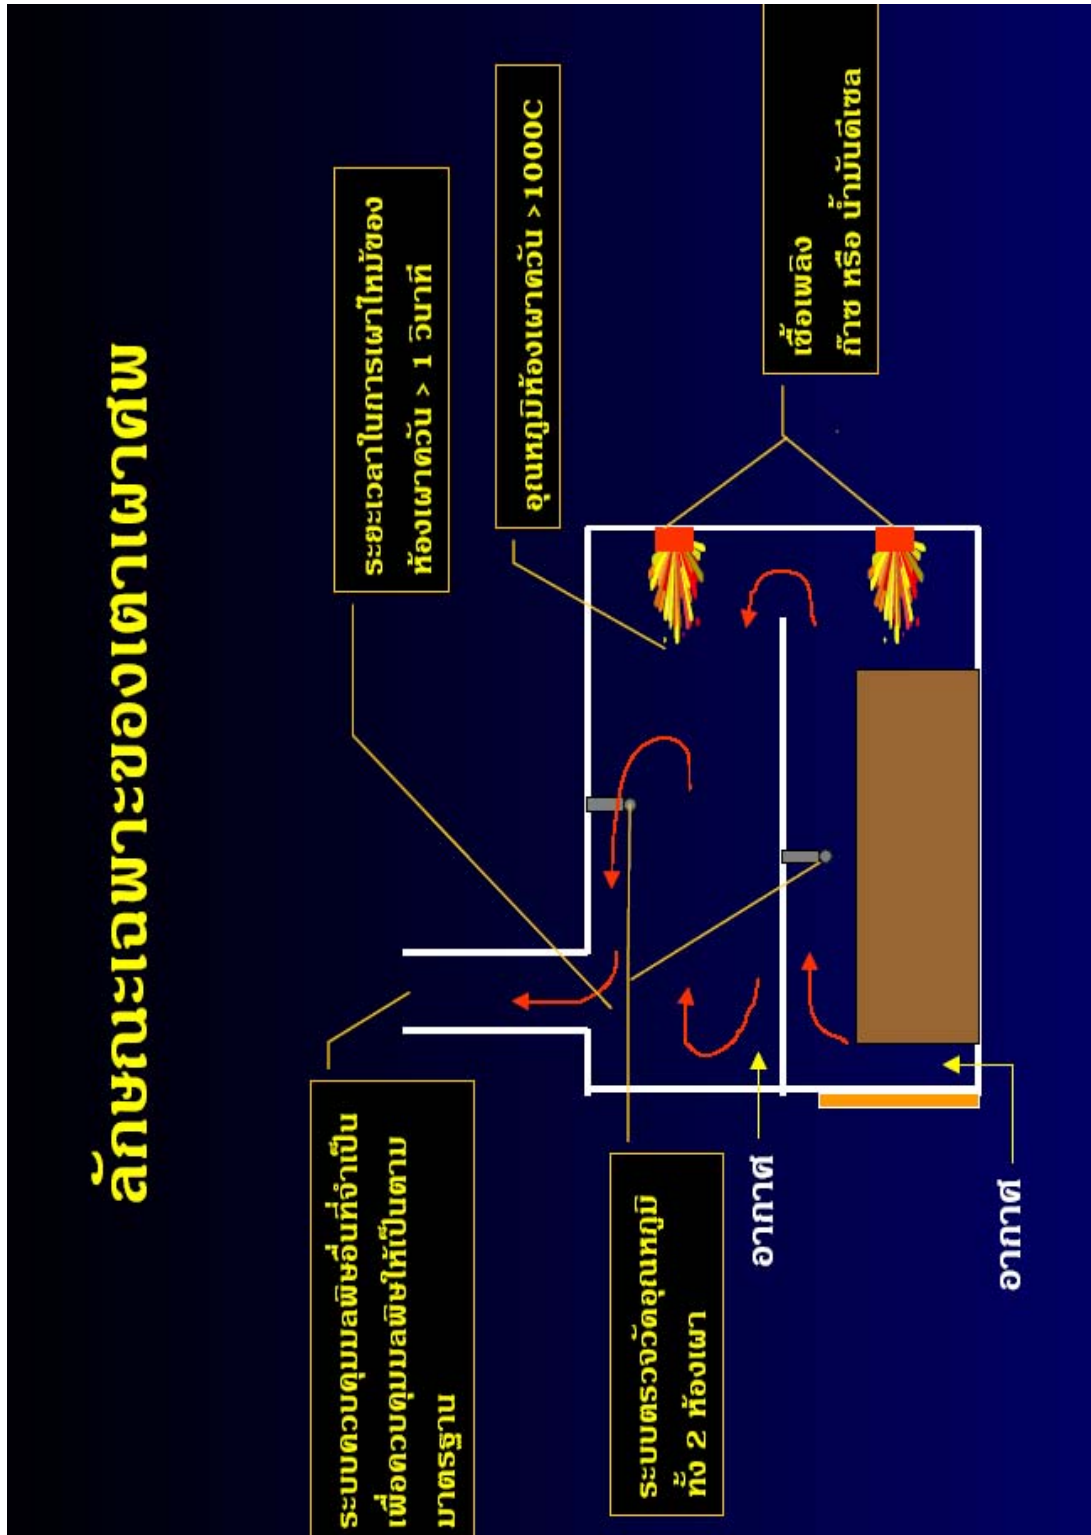 ลักษณะเฉพาะของเตาเผาศพ
ระบบควบคุมมลพิษอื่นที่จำเป็น
เพื่อควบคุมมลพิษให้เป็นตาม
มาตรฐาน
ระยะเวลาในการเผาไหม้ของ
ห้องเผาควัน > 1 วินาที
อุณหภูมิห้องเผาควัน >1000C
ระบบตรวจวัดอุณหภูมิ
ทั้ง 2 ห้องเผา
อากาศ
เชื้อเพลิง
ก๊าซ หรือ น้ำมันดีเซล
อากาศ